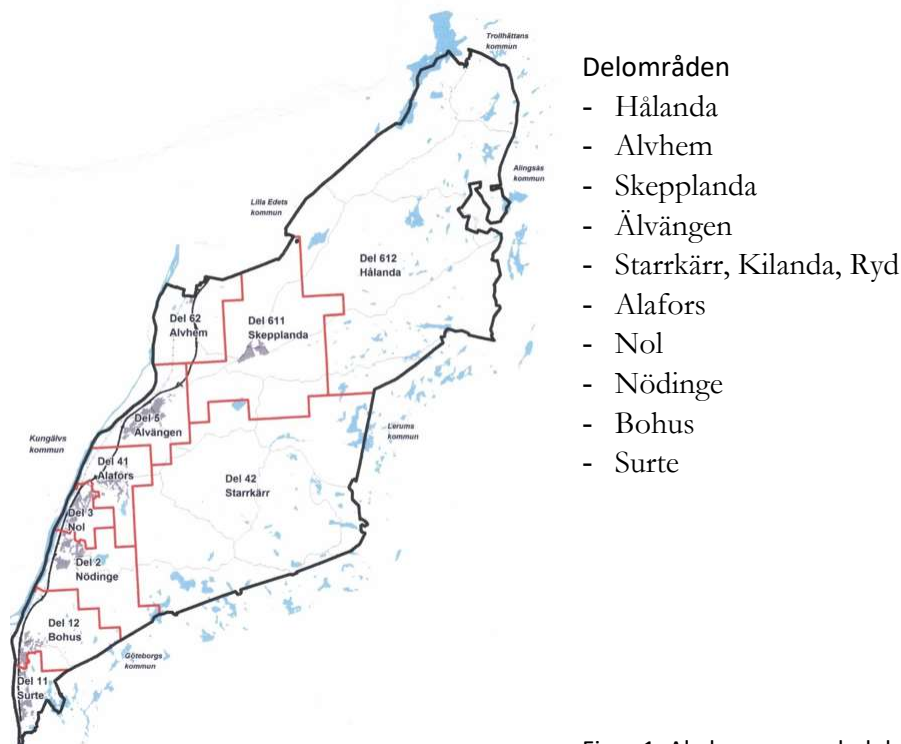 Trollhättans
kommun
Alingsås
kommun
Lilla Edets
kommun
Del 612
Hålanda
Del 62
Alvhem
Del 611
Skepplanda
Del 5
Älvängen
Lerums
kommun
Kungälvs
kommun
Del 41
Alafors
Del 42
Starrkärr
Del 3
Nol
Del 2
Nödinge
Del 12
Bohus
Göteborgs
kommun
Del 11
Surte
Delområden
- Hålanda
- Alvhem
- Skepplanda
- Älvängen
- Starrkärr, Kilanda, Ryd
- Alafors
- Nol
- Nödinge
- Bohus
- Surte